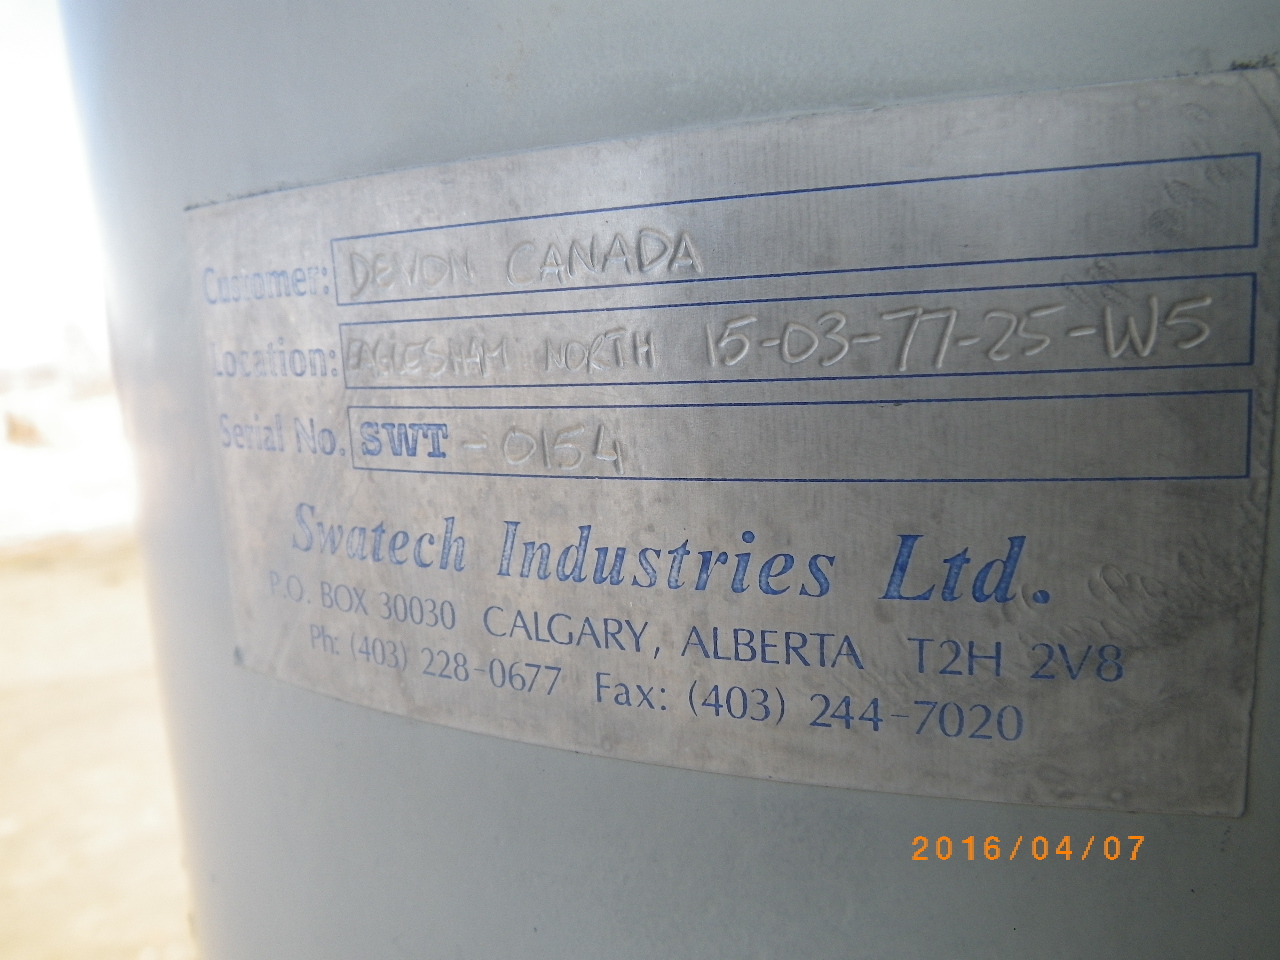 Customer: DEVON CANADA
Location: EAGLESHAM NORTH 15-03-77-25-W5
Serial No. SWT-0154
Swatech Industries Ltd.
P.O. BOX 30030 CALGARY, ALBERTA T2H 2V8
Ph: (403) 228-0677 Fax: (403) 244-7020
2016/04/07